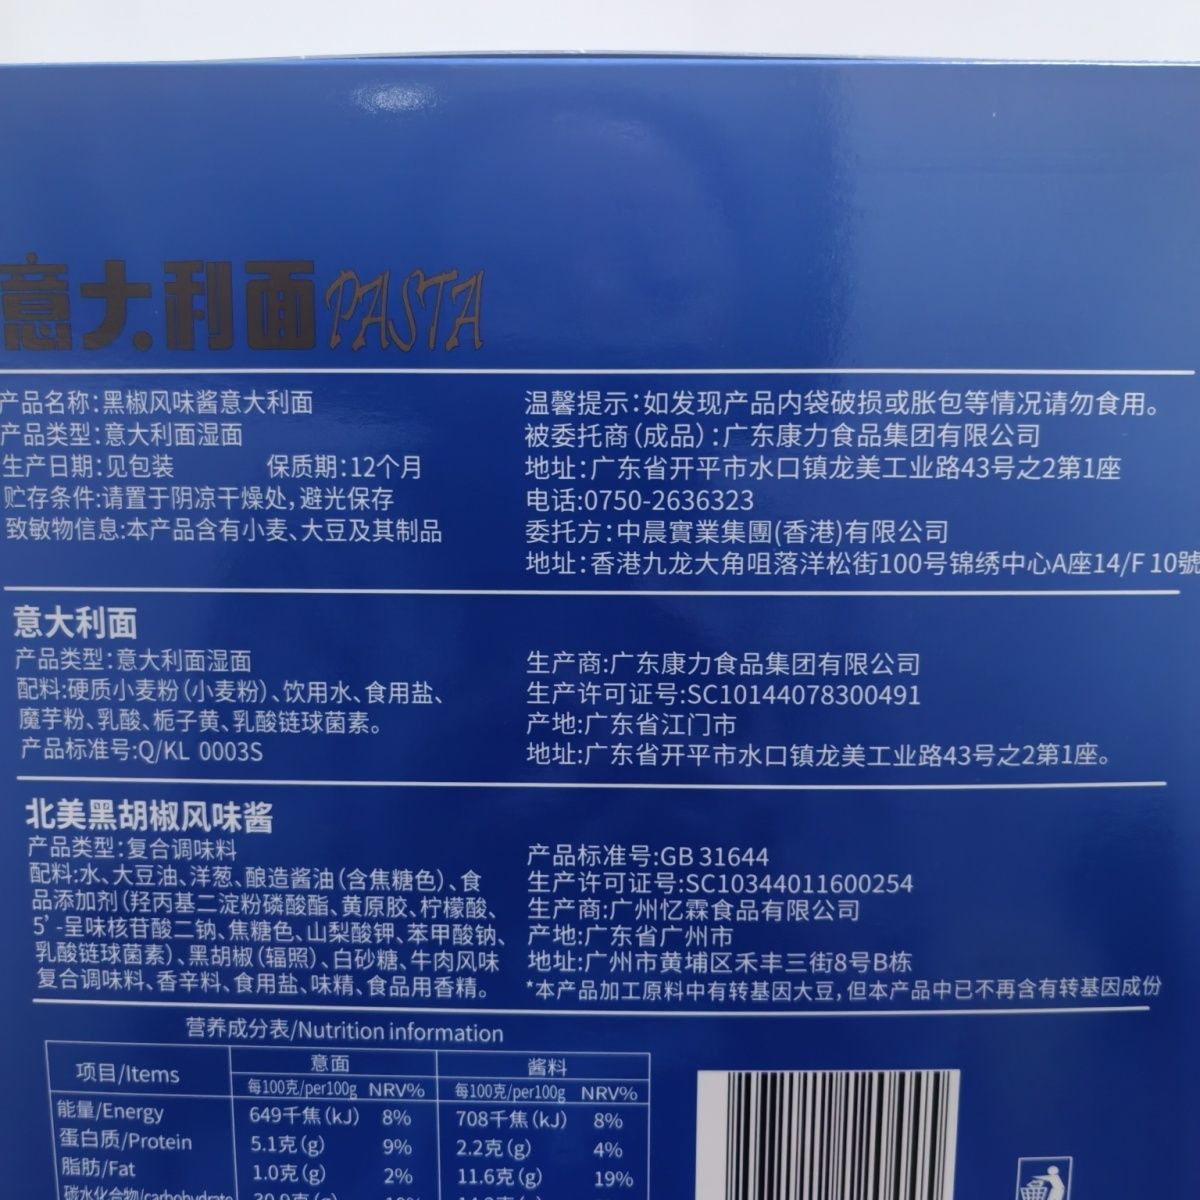 意大利面PASTA
产品名称:黑椒风味酱意大利面
产品类型:意大利面湿面
生产日期:见包装 保质期:12个月
贮存条件:请置于阴凉干燥处,避光保存
致敏物信息:本产品含有小麦、大豆及其制品
温馨提示:如发现产品内袋破损或胀包等情况请勿食用。
被委托商(成品):广东康力食品集团有限公司
地址:广东省开平市水口镇龙美工业路43号之2第1座
电话:0750-2636323
委托方:中晨實業集團(香港)有限公司
地址:香港九龙大角咀落洋松街100号锦绣中心A座14/F 10號
意大利面
产品类型:意大利面湿面
配料:硬质小麦粉(小麦粉)、饮用水、食用盐、
魔芋粉、乳酸、栀子黄、乳酸链球菌素。
产品标准号:Q/KL 0003S
生产商:广东康力食品集团有限公司
生产许可证号:SC10144078300491
产地:广东省江门市
地址:广东省开平市水口镇龙美工业路43号之2第1座。
北美黑胡椒风味酱
产品类型:复合调味料
配料:水、大豆油、洋葱、酿造酱油(含焦糖色)、食
品添加剂(羟丙基二淀粉磷酸酯、黄原胶、柠檬酸、
5'-呈味核苷酸二钠、焦糖色、山梨酸钾、苯甲酸钠、
乳酸链球菌素)、黑胡椒(辐照)、白砂糖、牛肉风味
复合调味料、香辛料、食用盐、味精、食品用香精。
产品标准号:GB 31644
生产许可证号:SC10344011600254
生产商:广州忆霖食品有限公司
产地:广东省广州市
地址:广州市黄埔区禾丰三街8号B栋
*本产品加工原料中有转基因大豆,但本产品中已不再含有转基因成份
营养成分表/Nutrition information
项目/Items 意面 酱料
每100克/per100g NRV% 每100克/per100g NRV%
能量/Energy 649千焦(kJ) 8% 708千焦(kJ) 8%
蛋白质/Protein 5.1克(g) 9% 2.2克(g) 4%
脂肪/Fat 1.0克(g) 2% 11.6克(g) 19%
碳水化合物/carbohydrate